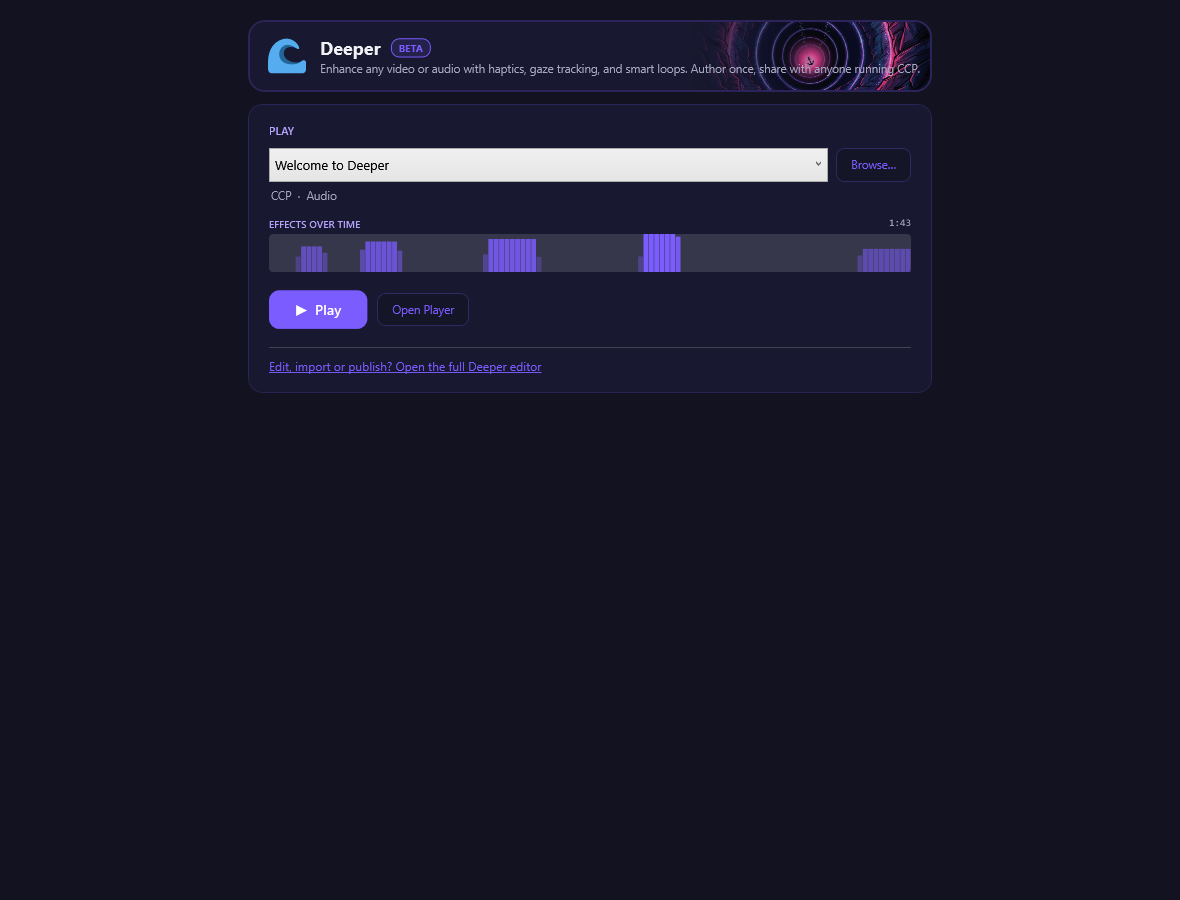 Deeper BETA
Enhance any video or audio with haptics, gaze tracking, and smart loops. Author once, share with anyone running CCP.
PLAY
Welcome to Deeper
Browse...
CCP · Audio
EFFECTS OVER TIME 1:43
▶ Play
Open Player
Edit, import or publish? Open the full Deeper editor